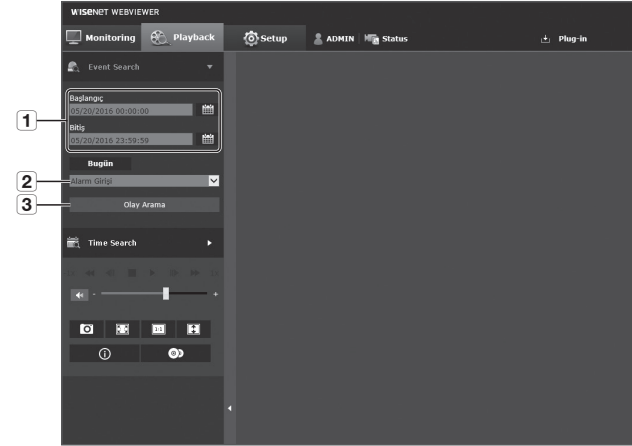 WISENET WEBVIEWER
Monitoring Playback Setup ADMIN Status Plug-in
Event Search
Başlangıç
05/20/2016 00:00:00
1
Bitiş
05/20/2016 23:59:59
Bugün
2 Alarm Girişi
3 Olay Arama
Time Search
- +
1:1